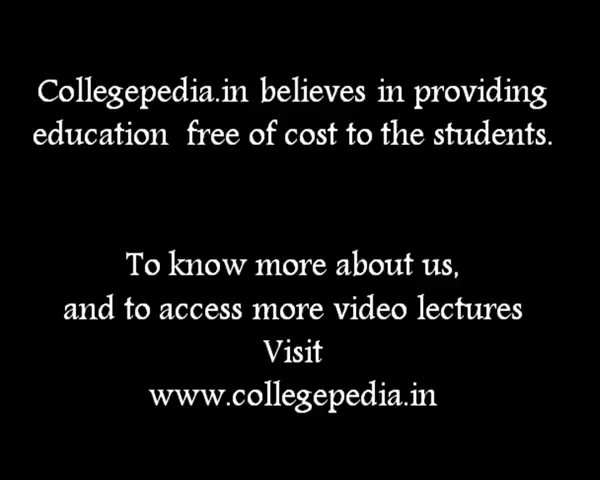 Collegepedia.in believes in providing
education free of cost to the students.
To know more about us,
and to access more video lectures
Visit
www.collegepedia.in